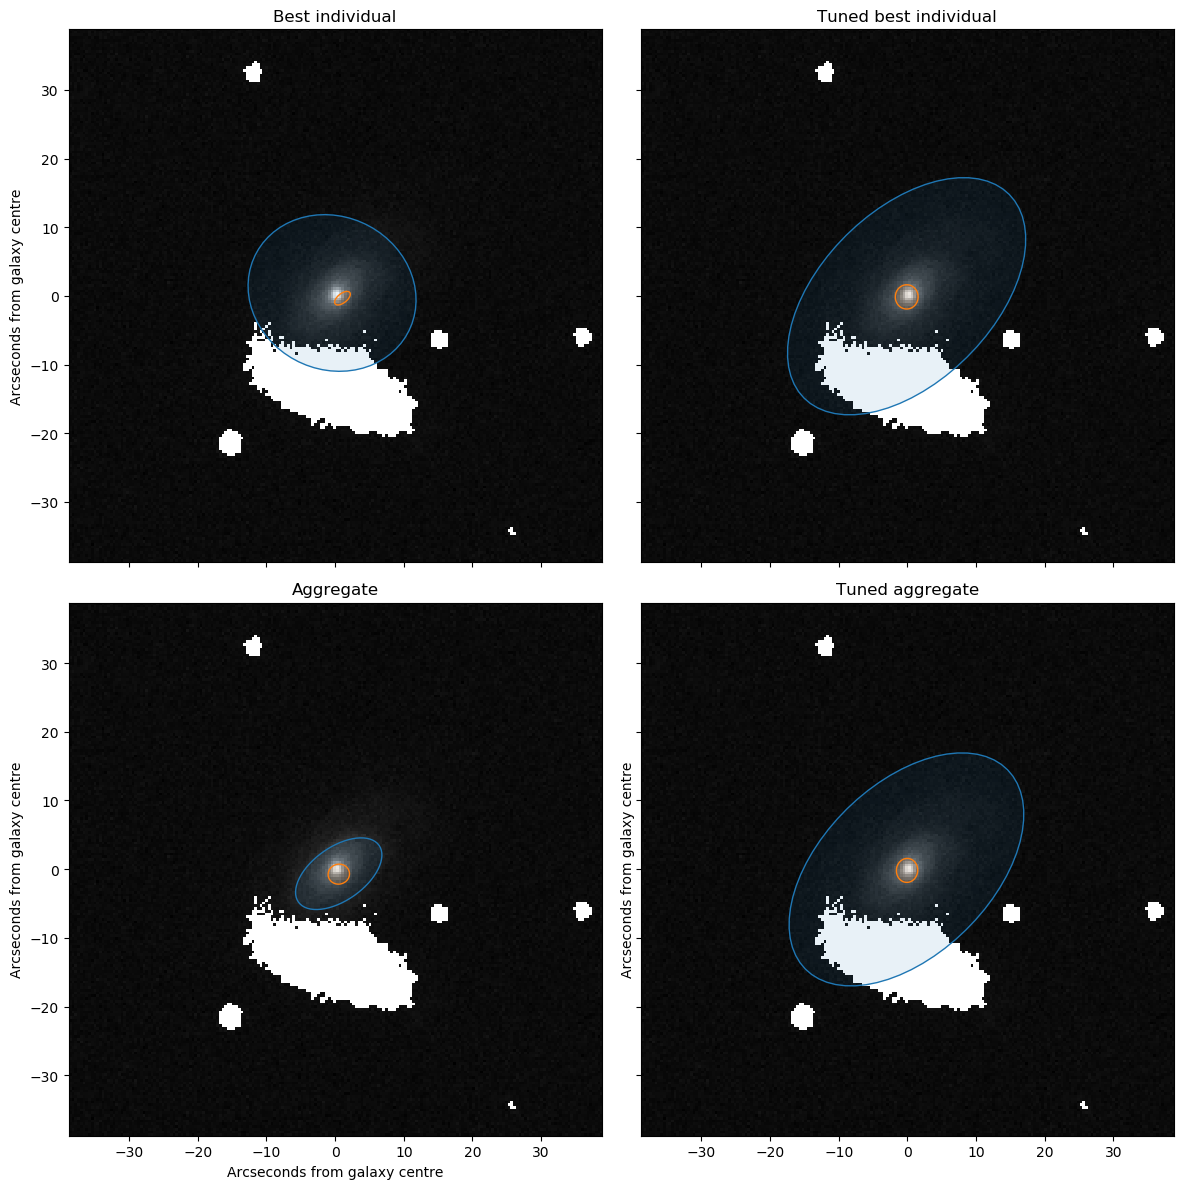 Best individual
Tuned best individual
30
20
10
0
−10
−20
−30
Arcseconds from galaxy centre
Aggregate
Tuned aggregate
30
20
10
0
−10
−20
−30
Arcseconds from galaxy centre
Arcseconds from galaxy centre
−30 −20 −10 0 10 20 30
−30 −20 −10 0 10 20 30
Arcseconds from galaxy centre